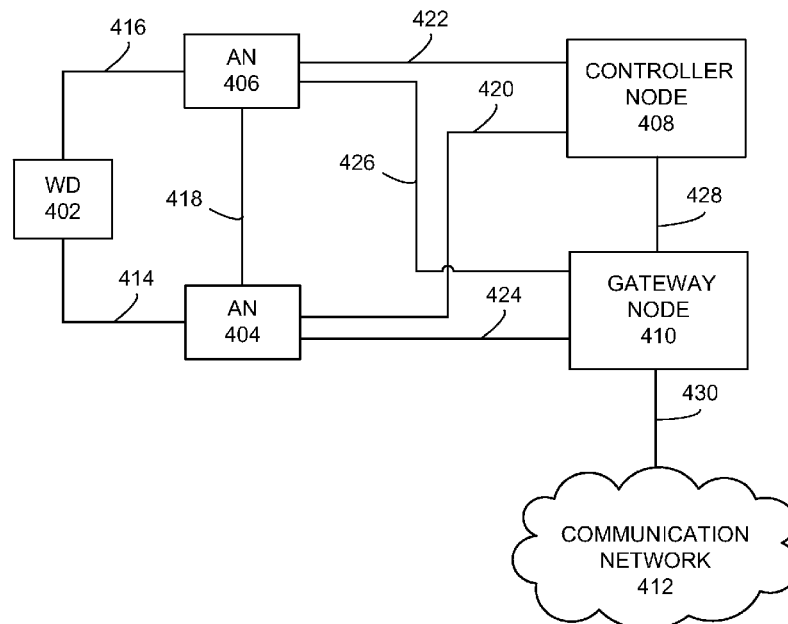 416
AN
406
422
CONTROLLER
NODE
408
420
426
WD
402
418
428
414
AN
404
424
GATEWAY
NODE
410
430
COMMUNICATION
NETWORK
412